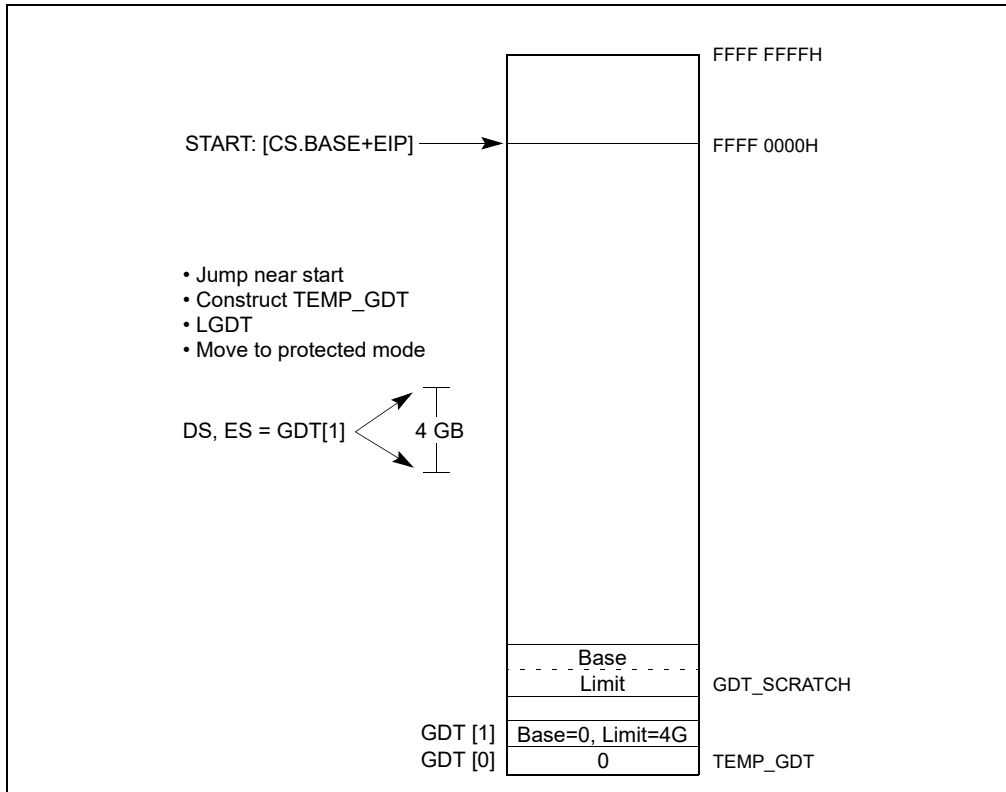 FFFF FFFFH
START: [CS.BASE+EIP]
FFFF 0000H
• Jump near start
• Construct TEMP_GDT
• LGDT
• Move to protected mode
DS, ES = GDT[1]
4 GB
Base
Limit
GDT_SCRATCH
GDT [1]
Base=0, Limit=4G
GDT [0]
0
TEMP_GDT